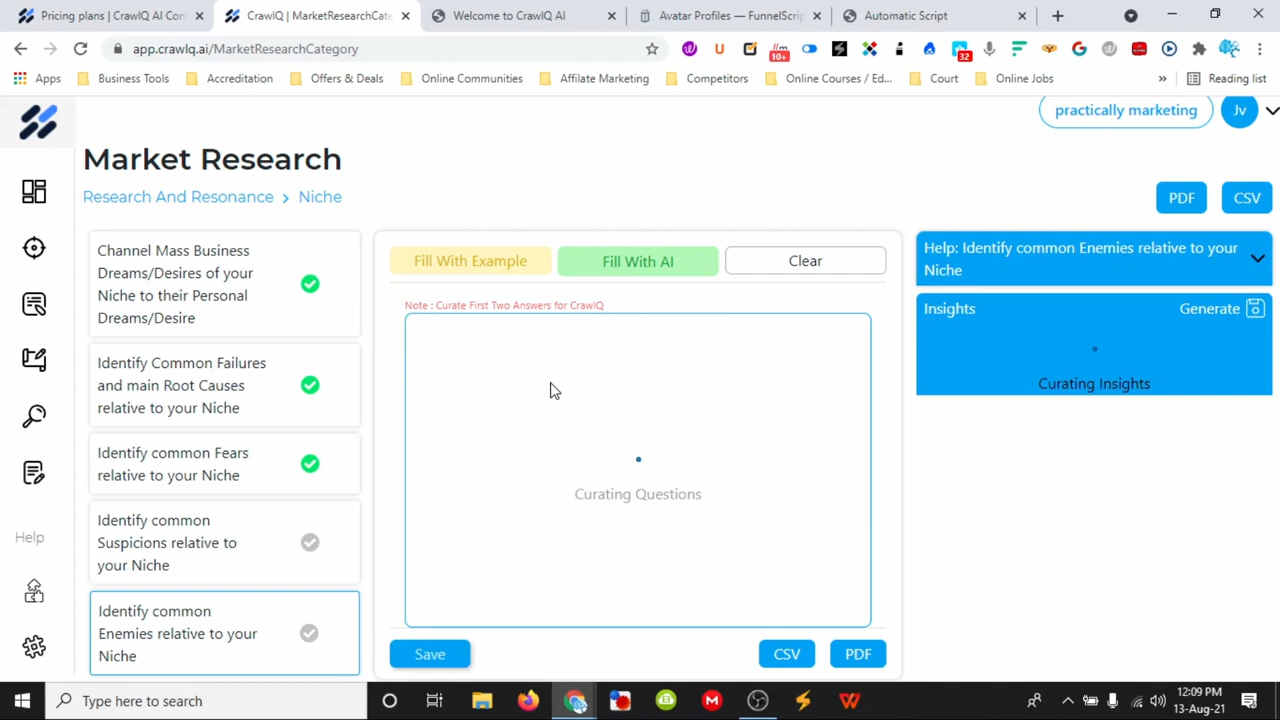 Pricing plans | CrawlQ AI Con
CrawlQ | MarketResearchCate
Welcome to CrawlQ AI
Avatar Profiles — FunnelScrip
Automatic Script
app.crawlq.ai/MarketResearchCategory
10+
32
Apps
Business Tools
Accreditation
Offers & Deals
Online Communities
Affilate Marketing
Competitors
Online Courses / Ed...
Court
Online Jobs
»
Reading list
practically marketing
Jv
Market Research
Research And Resonance > Niche
PDF
CSV
Channel Mass Business
Dreams/Desires of your
Niche to their Personal
Dreams/Desire
Identify Common Failures
and main Root Causes
relative to your Niche
Identify common Fears
relative to your Niche
Identify common
Suspicions relative to
your Niche
Identify common
Enemies relative to your
Niche
Fill With Example
Fill With AI
Clear
Note : Curate First Two Answers for CrawlQ
Curating Questions
Save
CSV
PDF
Help: Identify common Enemies relative to your
Niche
Insights
Generate
Curating Insights
Help
Type here to search
12:09 PM
13-Aug-21